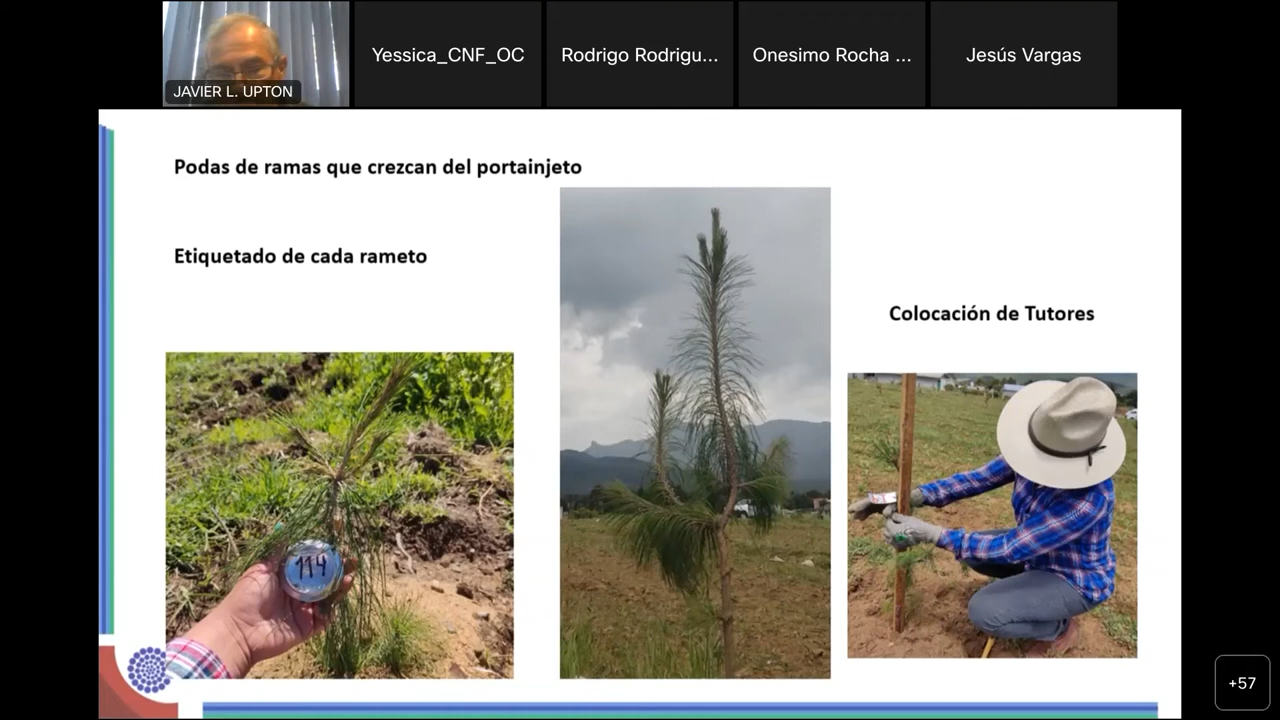 JAVIER L. UPTON
Yessica_CNF_OC
Rodrigo Rodrigu...
Onesimo Rocha ...
Jesús Vargas
Podas de ramas que crezcan del portainjeto
Etiquetado de cada rameto
Colocación de Tutores
114
+57